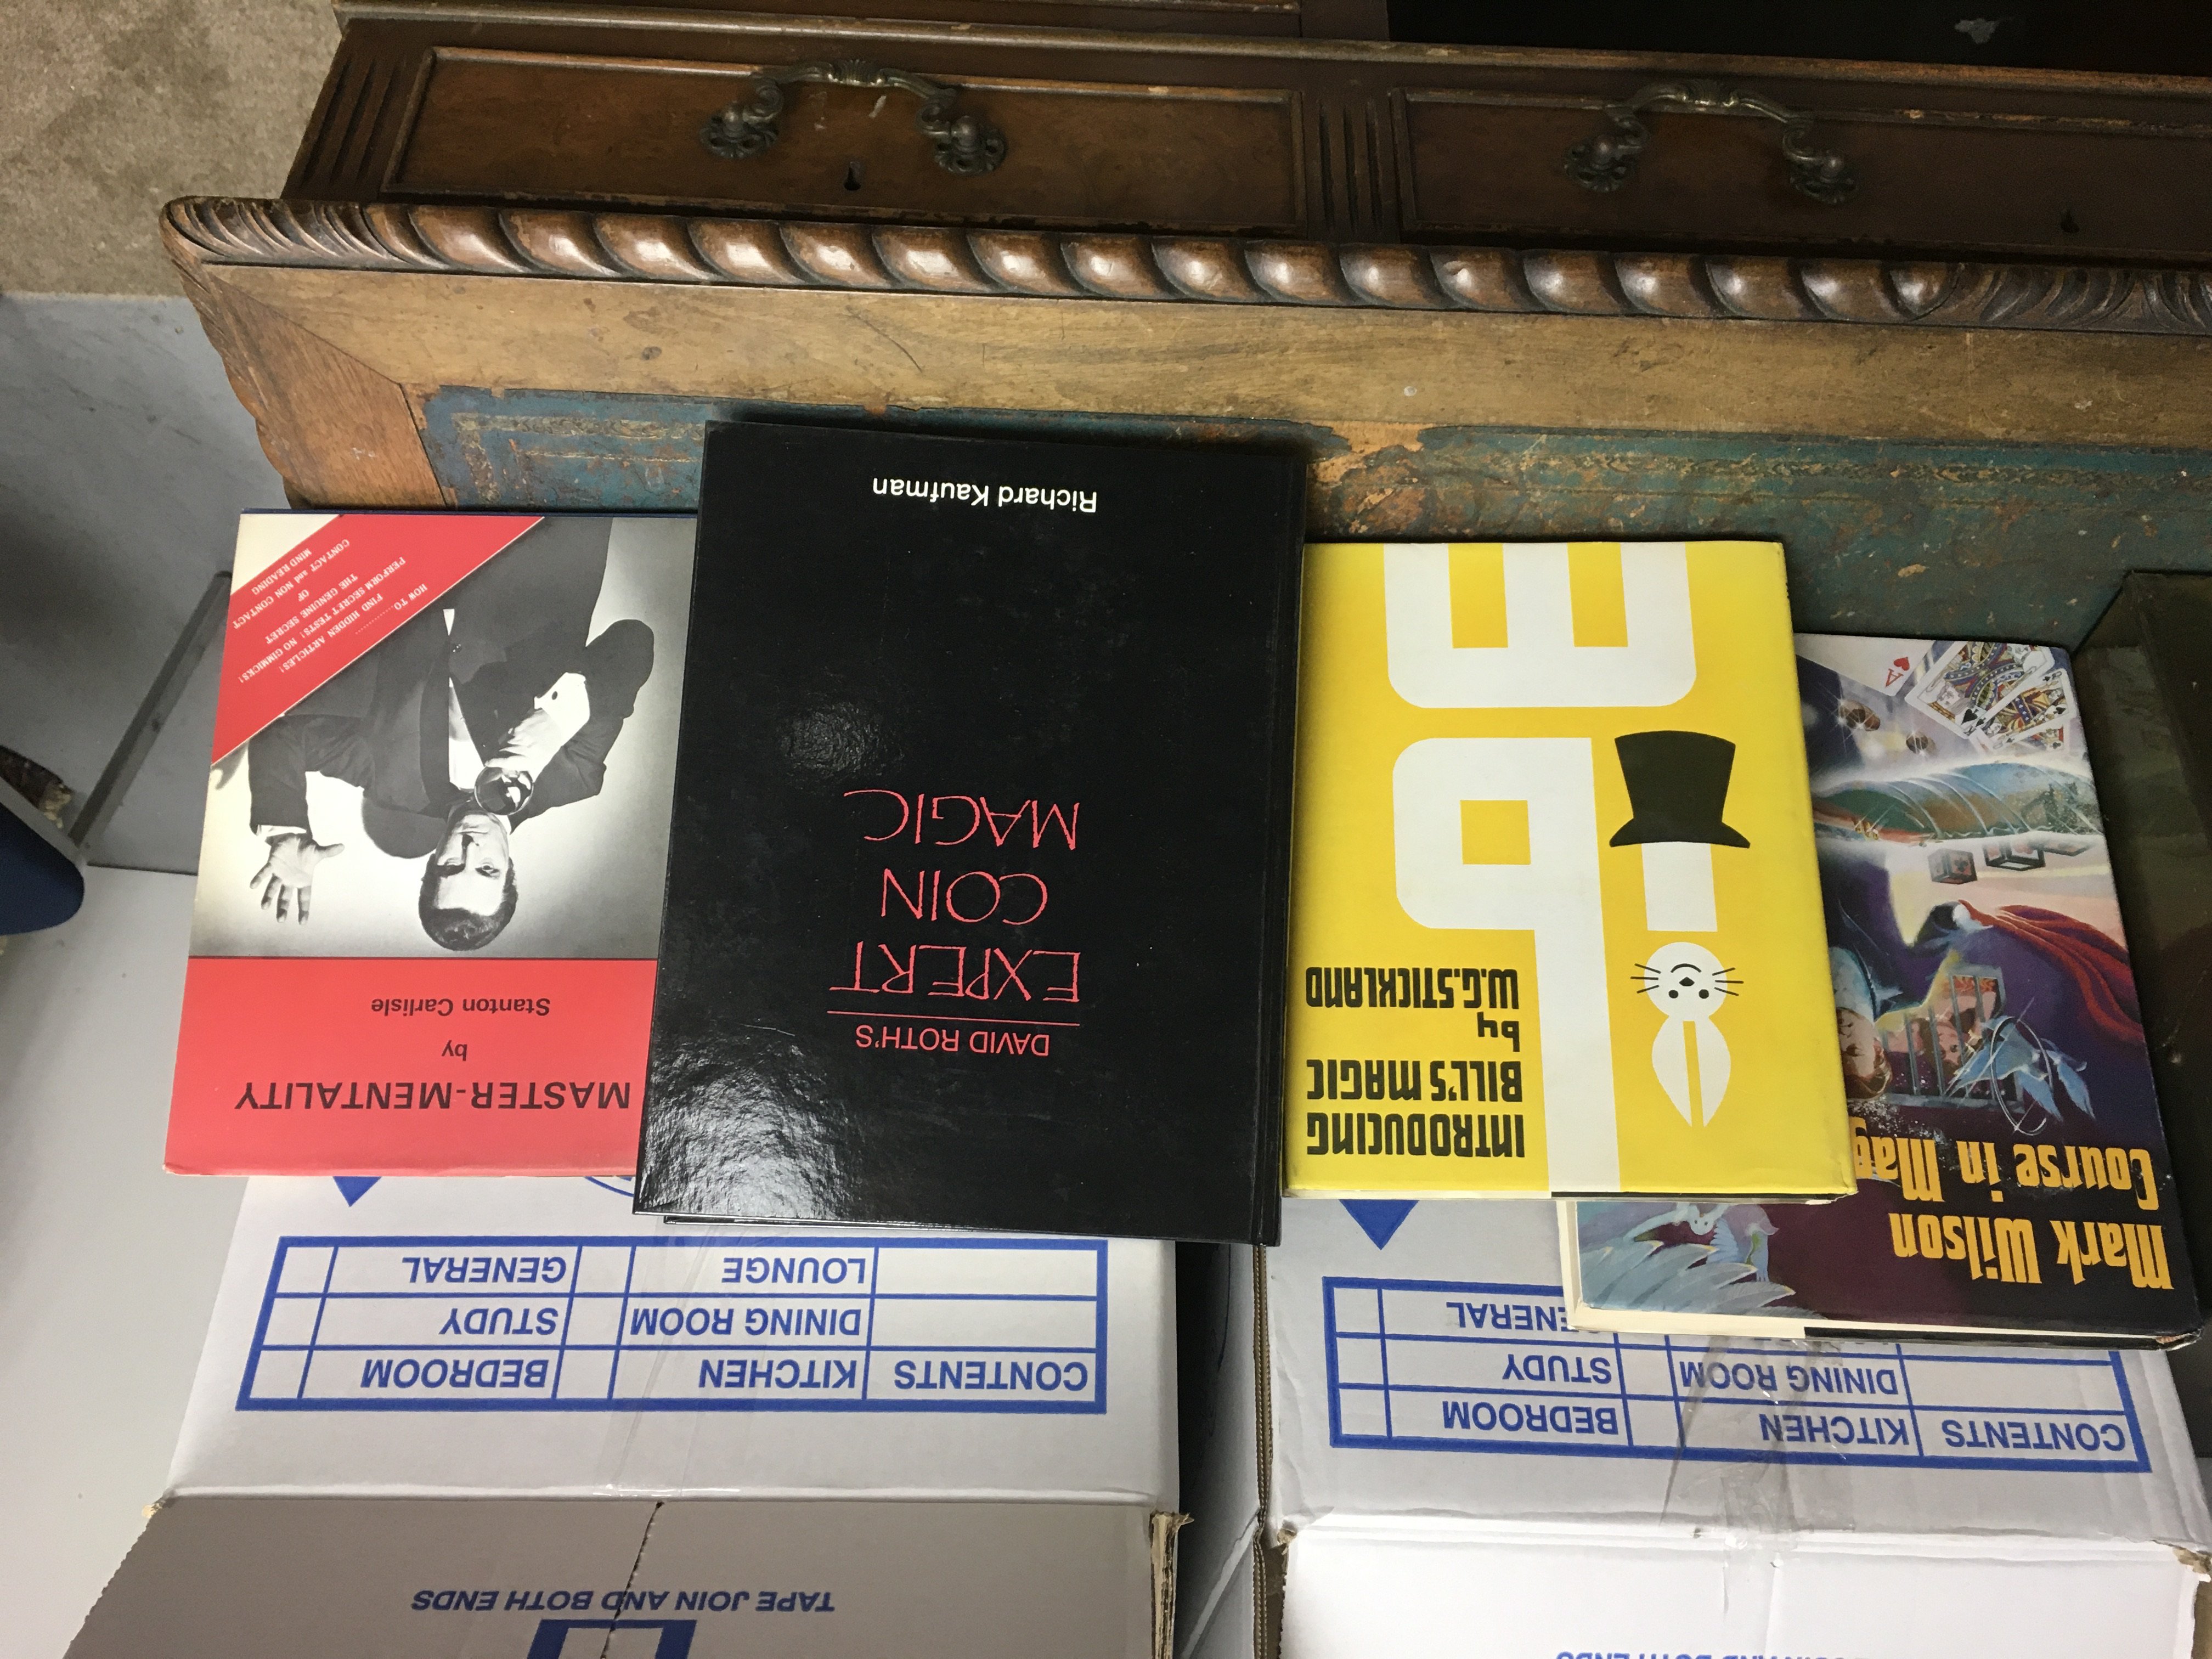 TAPE JOIN AND BOTH ENDS
CONTENTS KITCHEN BEDROOM
DINING ROOM STUDY
GENERAL
Mark Wilson
Course in Mag
A
INTRODUCING
BILL'S MAGIC
by
W.G.STICKLAND
b
m
CONTENTS KITCHEN BEDROOM
DINING ROOM STUDY
LOUNGE GENERAL
DAVID ROTH'S
EXPERT
COIN
MAGIC
Richard Kaufman
MASTER-MENTALITY
by
Stanton Carlisle
HOW TO..........
FIND HIDDEN ARTICLES!
PERFORM SECRET TESTS! NO GIMMICKS!
THE GENUINE SECRET
OF
CONTACT and NON CONTACT
MIND READING